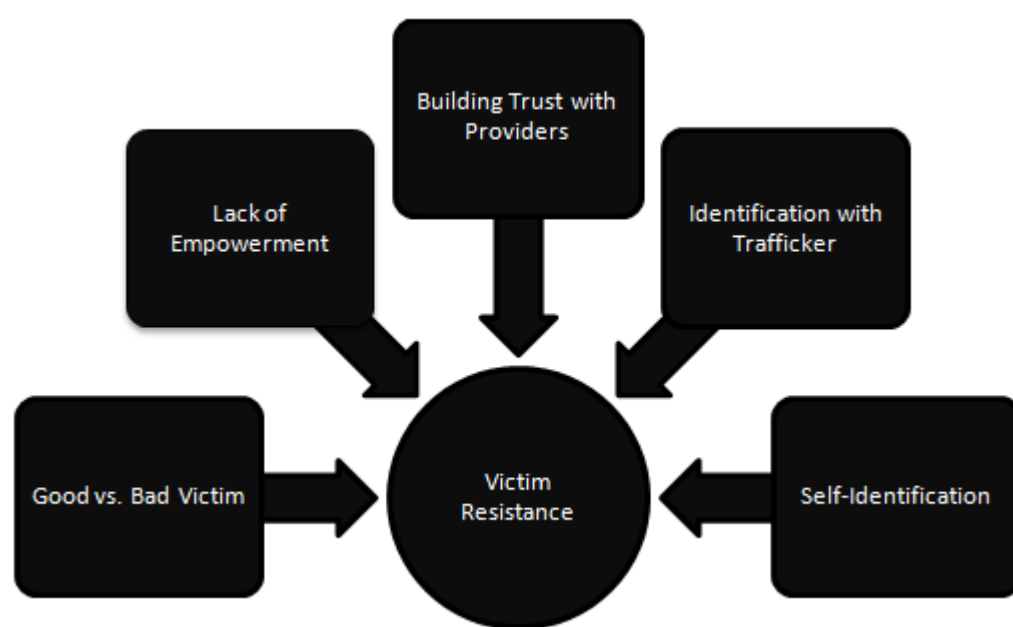 Building Trust with
Providers
Lack of
Empowerment
Identification with
Trafficker
Good vs. Bad Victim
Victim
Resistance
Self-Identification